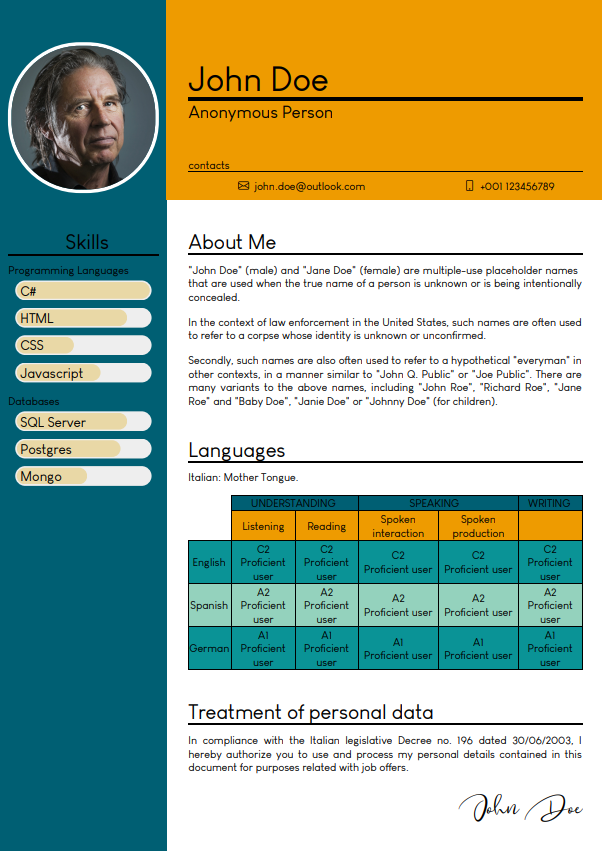 John Doe
Anonymous Person
contacts
john.doe@outlook.com
+001 123456789
Skills
Programming Languages
C#
HTML
CSS
Javascript
Databases
SQL Server
Postgres
Mongo
About Me
"John Doe" (male) and "Jane Doe" (female) are multiple-use placeholder names
that are used when the true name of a person is unknown or is being intentionally
concealed.
In the context of law enforcement in the United States, such names are often used
to refer to a corpse whose identity is unknown or unconfirmed.
Secondly, such names are also often used to refer to a hypothetical "everyman" in
other contexts, in a manner similar to "John Q. Public" or "Joe Public". There are
many variants to the above names, including "John Roe", "Richard Roe", "Jane
Roe" and "Baby Doe", "Janie Doe" or "Johnny Doe" (for children).
Languages
Italian: Mother Tongue.
UNDERSTANDING SPEAKING WRITING
Listening Reading Spoken interaction Spoken production
English C2 Proficient user C2 Proficient user C2 Proficient user C2 Proficient user C2 Proficient user
Spanish A2 Proficient user A2 Proficient user A2 Proficient user A2 Proficient user A2 Proficient user
German A1 Proficient user A1 Proficient user A1 Proficient user A1 Proficient user A1 Proficient user
Treatment of personal data
In compliance with the Italian legislative Decree no. 196 dated 30/06/2003, I
hereby authorize you to use and process my personal details contained in this
document for purposes related with job offers.
John Doe